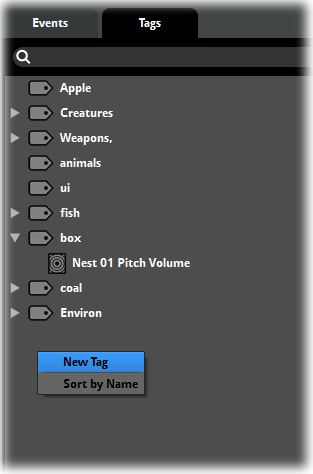 Events Tags
Apple
Creatures
Weapons,
animals
ui
fish
box
Nest 01 Pitch Volume
coal
Environ
New Tag
Sort by Name